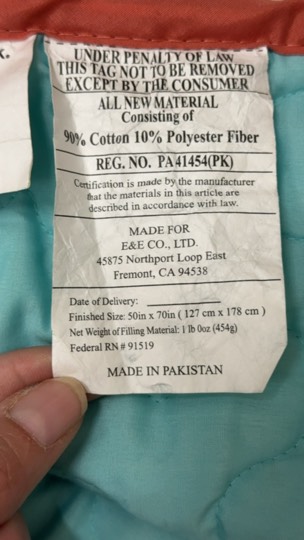 UNDER PENALTY OF LAW
THIS TAG NOT TO BE REMOVED
EXCEPT BY THE CONSUMER
ALL NEW MATERIAL
Consisting of
90% Cotton 10% Polyester Fiber
REG. NO. PA41454(PK)
Certification is made by the manufacturer
that the materials in this article are
described in accordance with law.
MADE FOR
E&E CO., LTD.
45875 Northport Loop East
Fremont, CA 94538
Date of Delivery:
Finished Size: 50in x 70in ( 127 cm x 178 cm )
Net Weight of Filling Material: 1 lb 0oz (454g)
Federal RN # 91519
MADE IN PAKISTAN